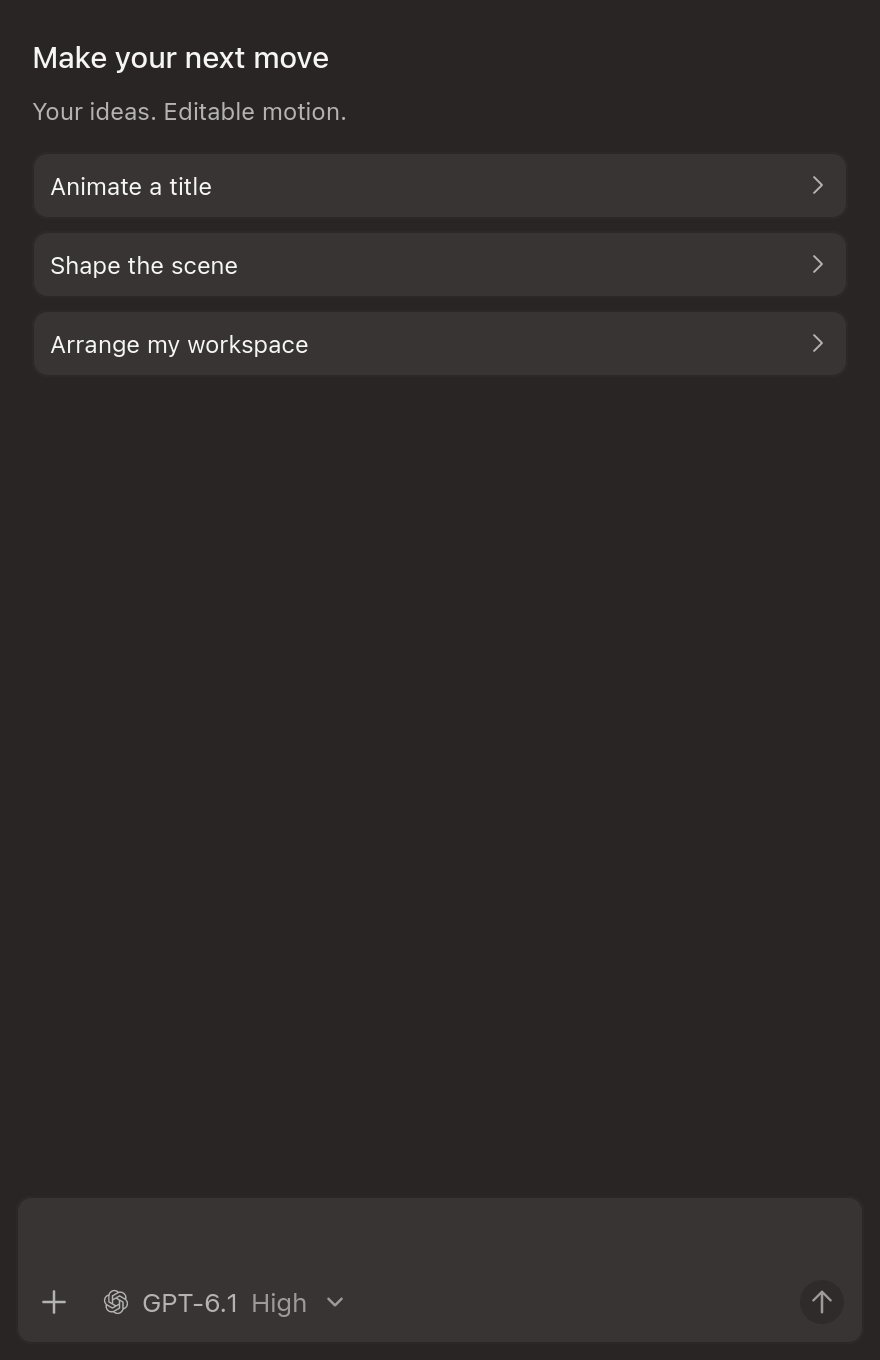 Make your next move
Your ideas. Editable motion.
Animate a title
Shape the scene
Arrange my workspace
GPT-6.1 High